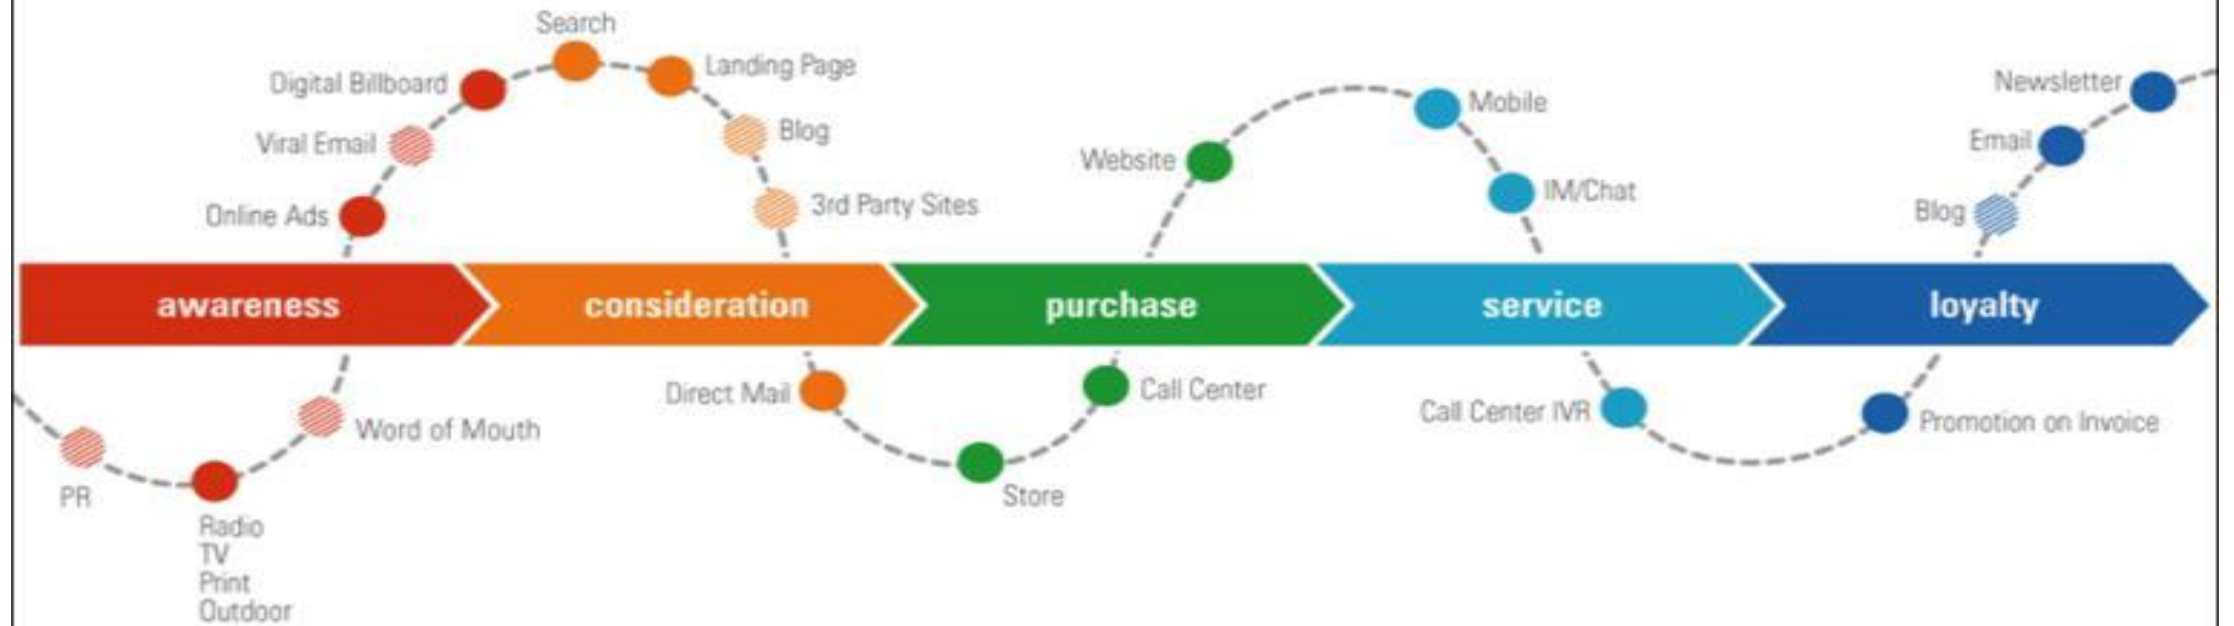 Search
Landing Page
Digital Billboard
Viral Email
Blog
Online Ads
3rd Party Sites
Website
Mobile
IM/Chat
Newsletter
Email
Blog
awareness
consideration
purchase
service
loyalty
PR
Radio
TV
Print
Outdoor
Word of Mouth
Direct Mail
Store
Call Center
Call Center IVR
Promotion on Invoice